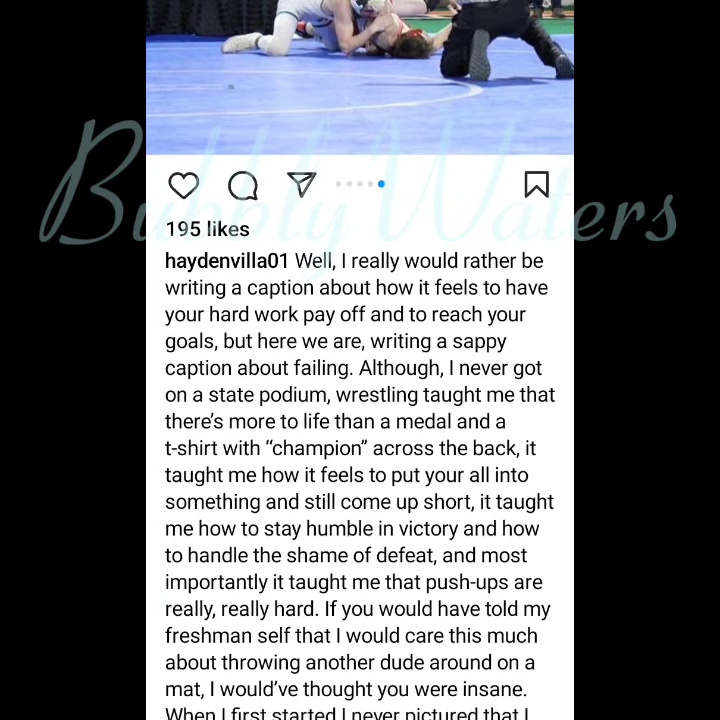 Bubbly Waters
195 likes
haydenvilla01 Well, I really would rather be
writing a caption about how it feels to have
your hard work pay off and to reach your
goals, but here we are, writing a sappy
caption about failing. Although, I never got
on a state podium, wrestling taught me that
there’s more to life than a medal and a
t-shirt with “champion” across the back, it
taught me how it feels to put your all into
something and still come up short, it taught
me how to stay humble in victory and how
to handle the shame of defeat, and most
importantly it taught me that push-ups are
really, really hard. If you would have told my
freshman self that I would care this much
about throwing another dude around on a
mat, I would’ve thought you were insane.
When I first started I never pictured that I